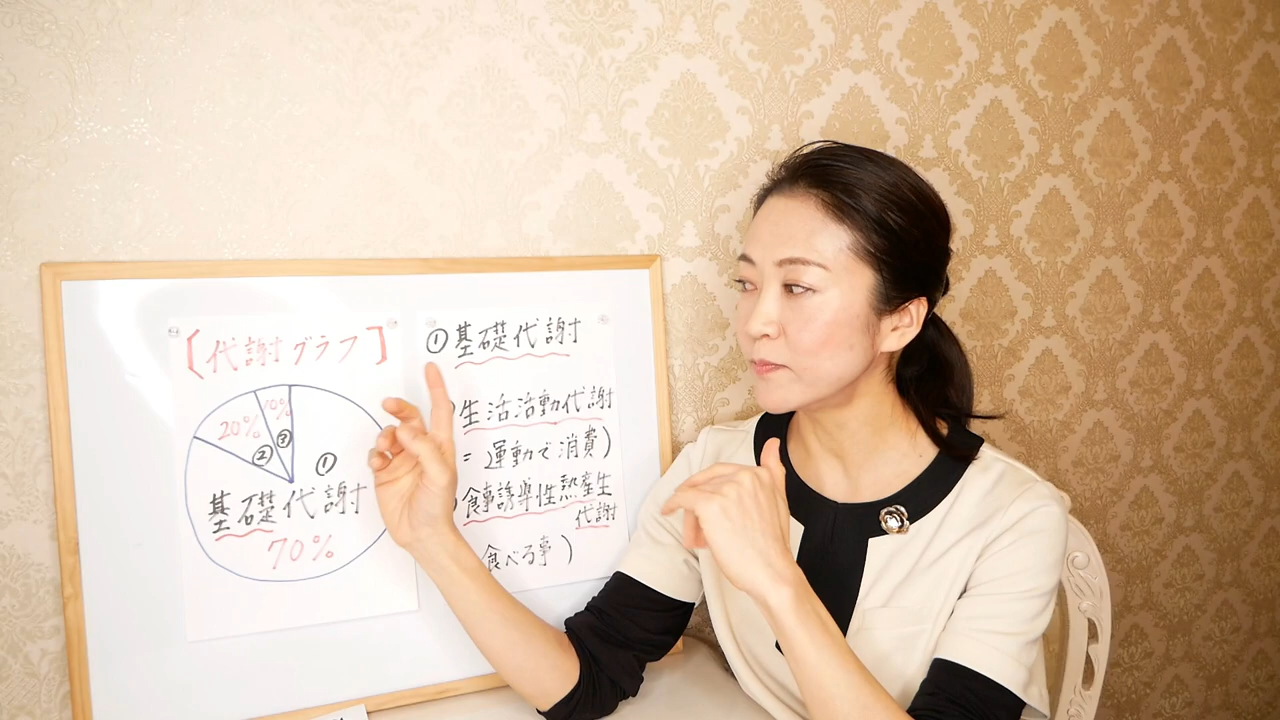 【代謝グラフ】
10%
20%
③
②
①
基礎代謝
70%
①基礎代謝
生活活動代謝
=運動で消費)
食事誘導性熱産生
代謝
食べる事)